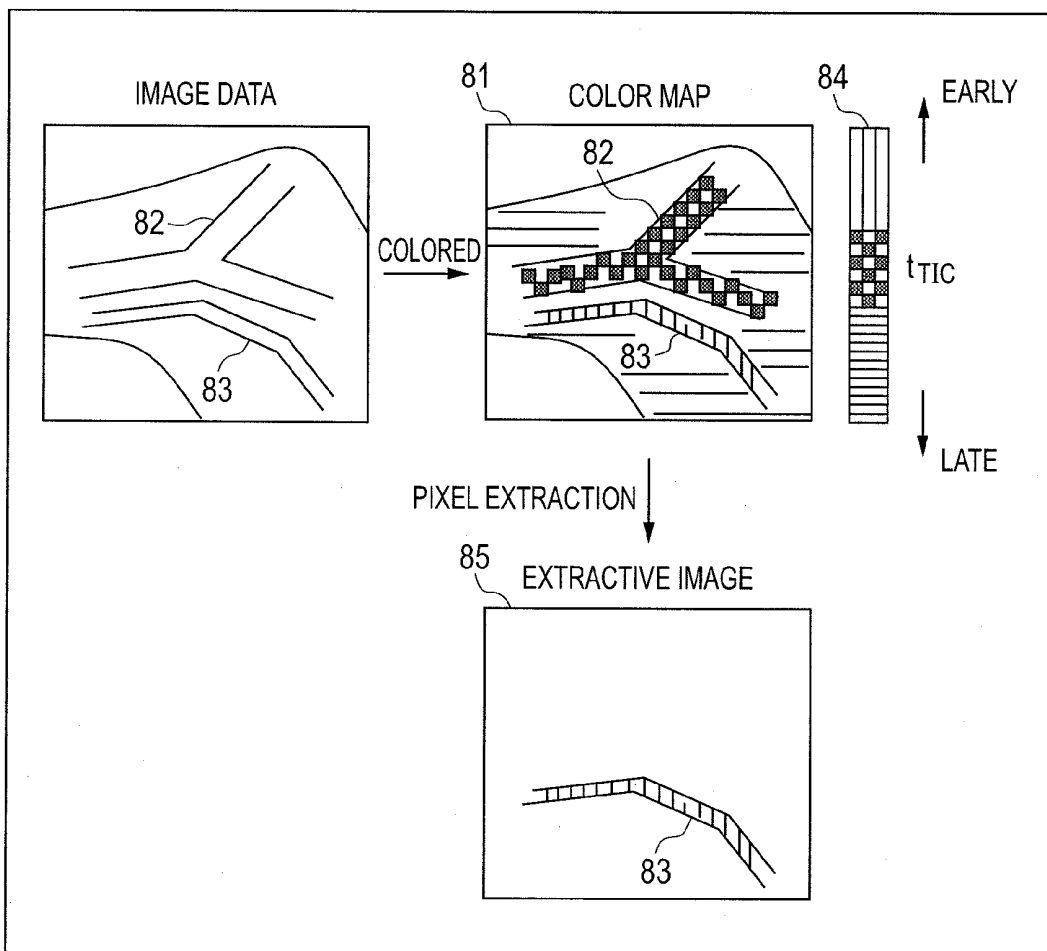 IMAGE DATA
81
COLOR MAP
84
EARLY
82
82
COLORED
tTIC
83
83
LATE
PIXEL EXTRACTION
85
EXTRACTIVE IMAGE
83